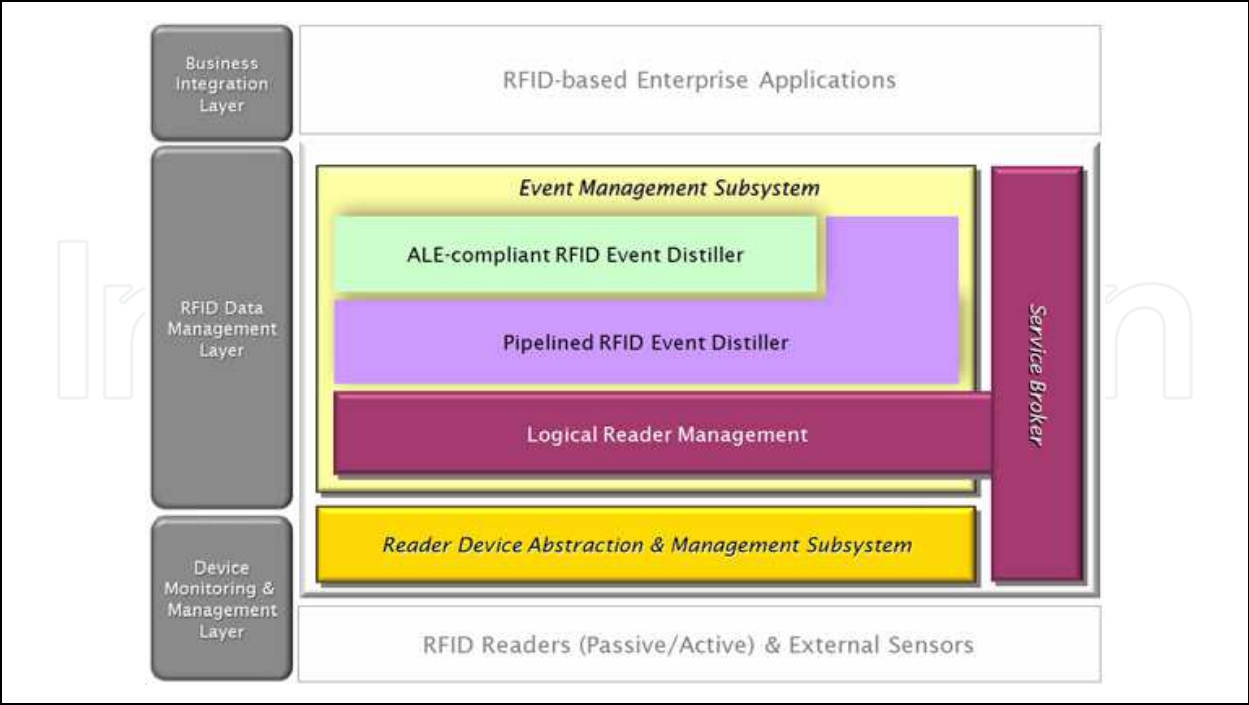 Business
Integration
Layer
RFID-based Enterprise Applications
RFID Data
Management
Layer
Event Management Subsystem
ALE-compliant RFID Event Distiller
Pipelined RFID Event Distiller
Logical Reader Management
Service Broker
Device
Monitoring &
Management
Layer
Reader Device Abstraction & Management Subsystem
RFID Readers (Passive/Active) & External Sensors